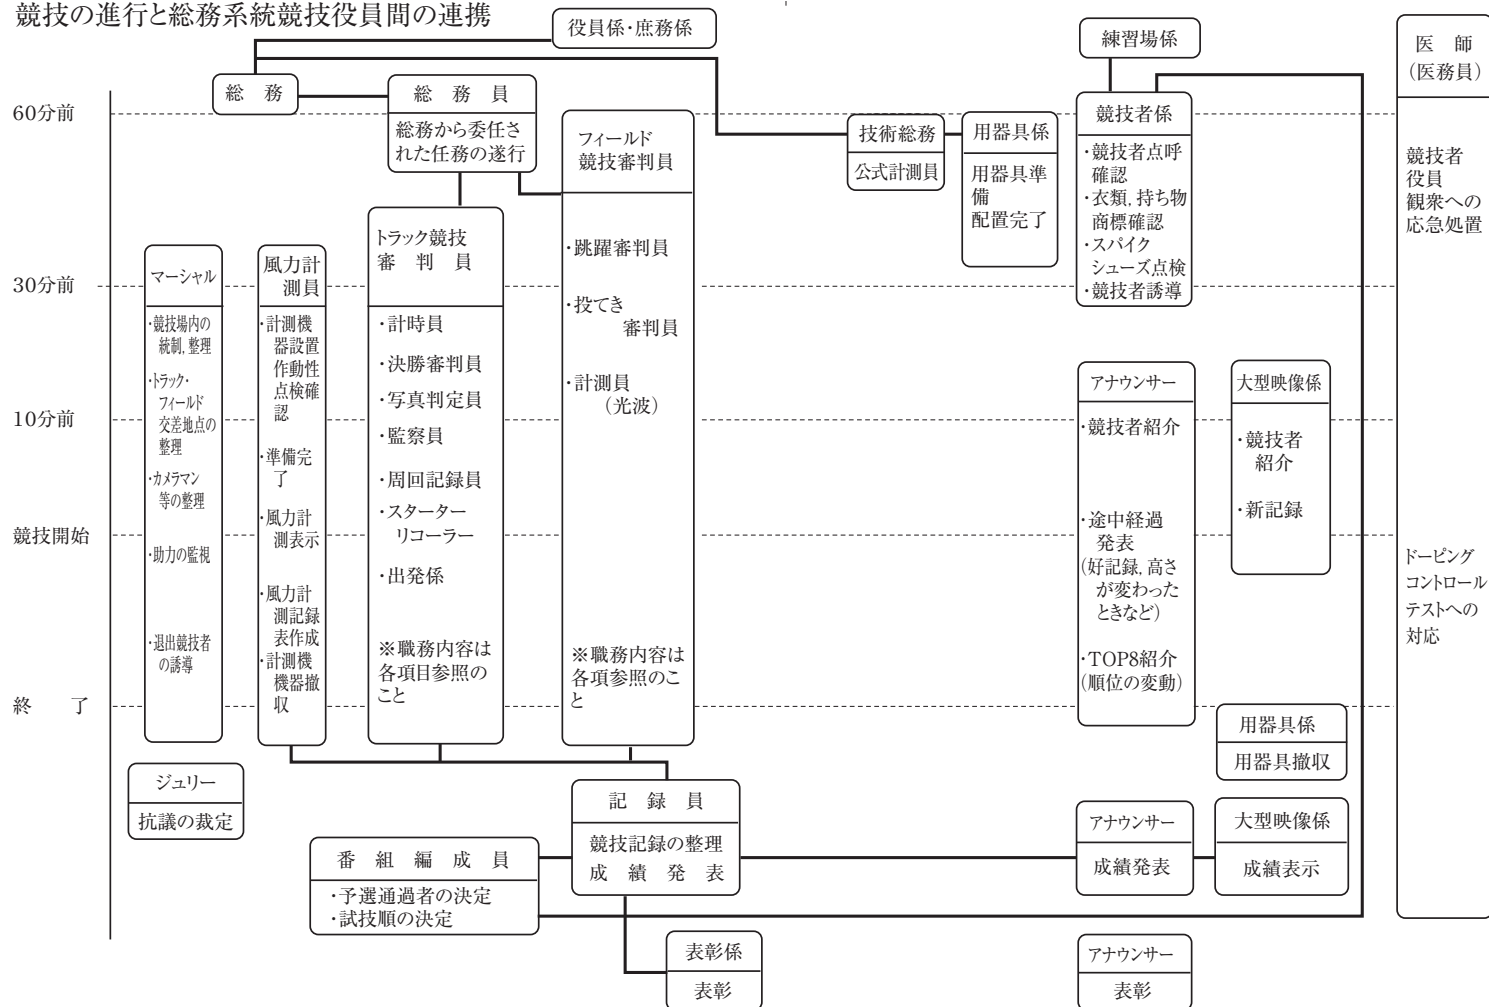 競技の進行と総務系統競技役員間の連携
役員係・庶務係
総　務
総　務　員
総務から委任さ
れた任務の遂行
練習場係
医　師
（医務員）
競技者
役員
観衆への
応急処置
ドーピング
コントロール
テストへの
対応
60分前
30分前
10分前
競技開始
終　　了
マーシャル
・競技場内の
統制, 整理
・トラック・
フィールド
交差地点の
整理
・カメラマン
等の整理
・助力の監視
・退出競技者
の誘導
風力計
測員
・計測機
器設置
作動性
点検確
認
・準備完
了
・風力計
測表示
・風力計
測記録
表作成
・計測機
機器撤
収
トラック競技
審　判　員
・計時員
・決勝審判員
・写真判定員
・監察員
・周回記録員
・スターター
リコーラー
・出発係
※職務内容は
各項目参照の
こと
フィールド
競技審判員
・跳躍審判員
・投てき
審判員
・計測員
（光波）
※職務内容は
各項参照のこ
と
技術総務
公式計測員
用器具係
用器具準
備
配置完了
競技者係
・競技者点呼
確認
・衣類, 持ち物
商標確認
・スパイク
シューズ点検
・競技者誘導
アナウンサー
・競技者紹介
・途中経過
発表
(好記録, 高さ
が変わった
ときなど)
・TOP8紹介
(順位の変動)
大型映像係
・競技者
紹介
・新記録
用器具係
用器具撤収
ジュリー
抗議の裁定
記　録　員
競技記録の整理
成　績　発　表
番　組　編　成　員
・予選通過者の決定
・試技順の決定
アナウンサー
成績発表
大型映像係
成績表示
表彰係
表彰
アナウンサー
表彰